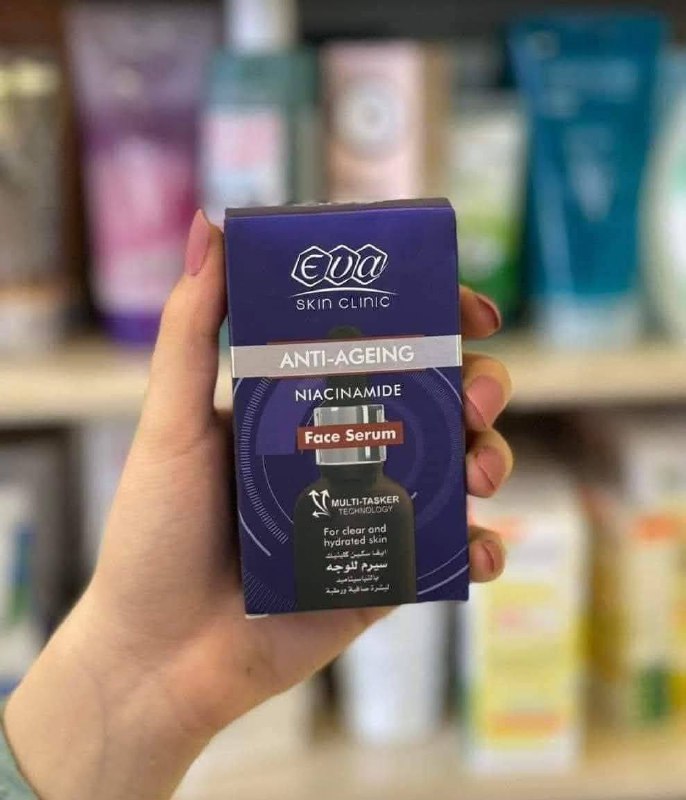 Eva
SKIN CLINIC
ANTI-AGEING
NIACINAMIDE
Face Serum
MULTI-TASKER
TECHNOLOGY
For clear and
hydrated skin
ايفا سكين كلينيك
سيرم للوجه
بالنياسيناميد
لبشرة صافية ورطبة